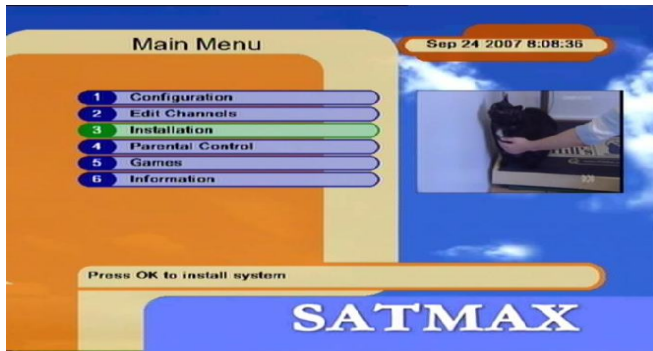 Main Menu
Sep 24 2007 8:08:36
1 Configuration
2 Edit Channels
3 Installation
4 Parental Control
5 Games
6 Information
Press OK to install system
SATMAX